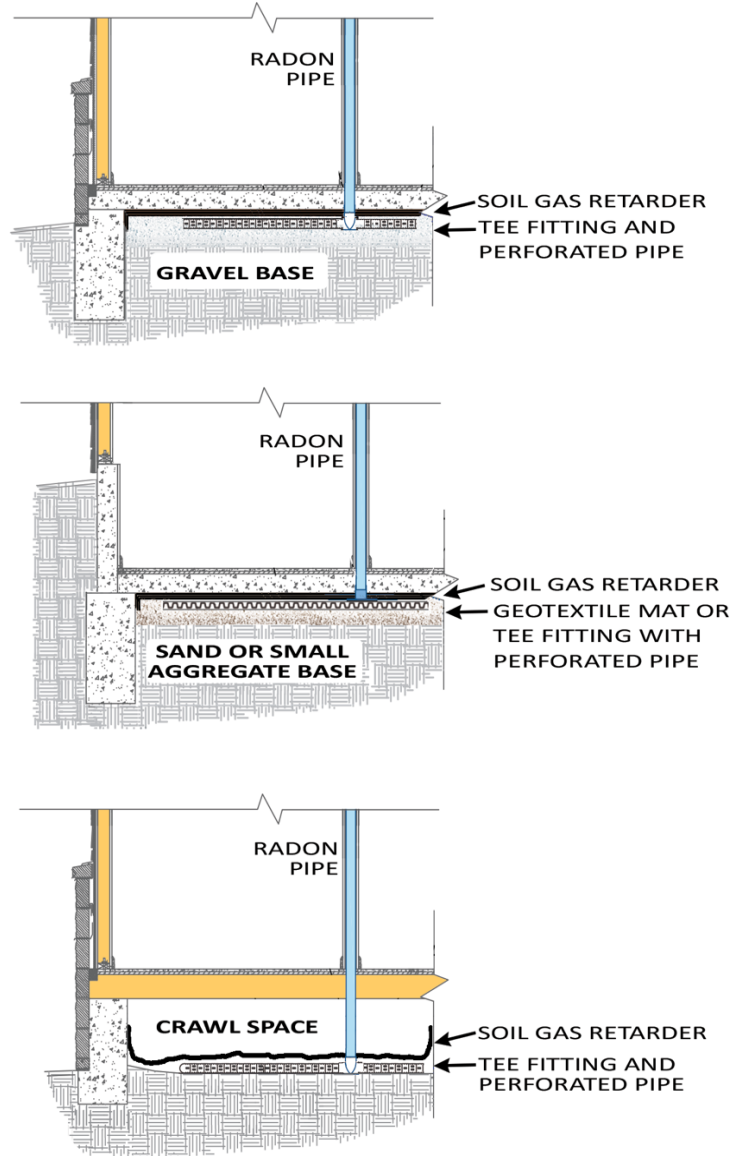 RADON
PIPE
SOIL GAS RETARDER
TEE FITTING AND
PERFORATED PIPE
GRAVEL BASE
RADON
PIPE
SOIL GAS RETARDER
GEOTEXTILE MAT OR
TEE FITTING WITH
PERFORATED PIPE
SAND OR SMALL
AGGREGATE BASE
RADON
PIPE
CRAWL SPACE
SOIL GAS RETARDER
TEE FITTING AND
PERFORATED PIPE